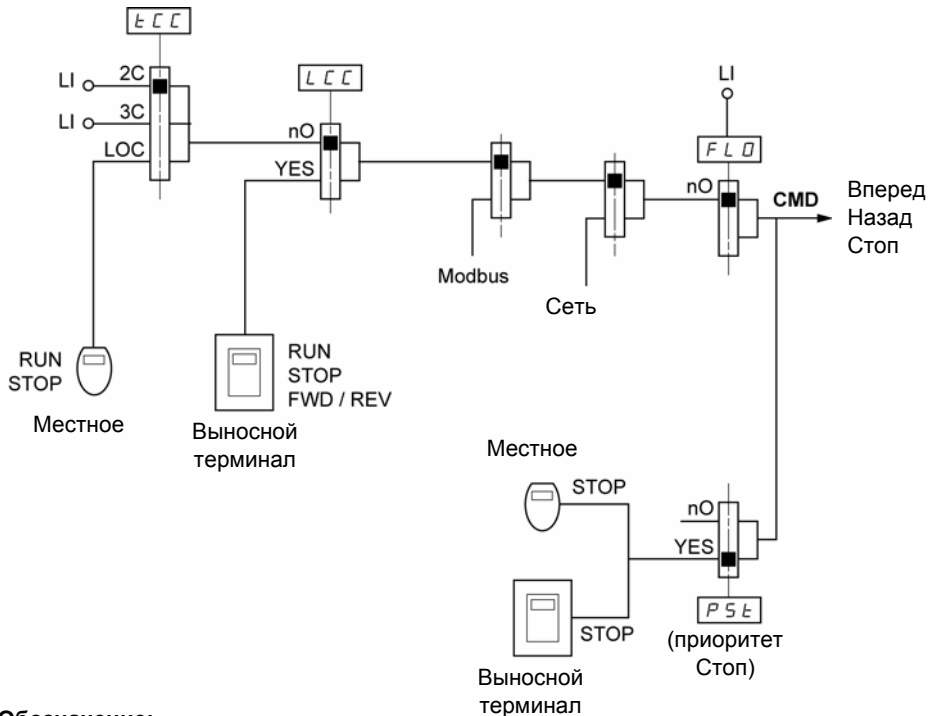 tCC
LI 2C
LI 3C
LOC
LCC
nO
YES
LI
FLO
nO
CMD
Вперед
Назад
Стоп
Modbus
Сеть
RUN
STOP
Местное
RUN
STOP
FWD / REV
Выносной
терминал
Местное
STOP
nO
YES
PSt
(приоритет
Стоп)
STOP
Выносной
терминал